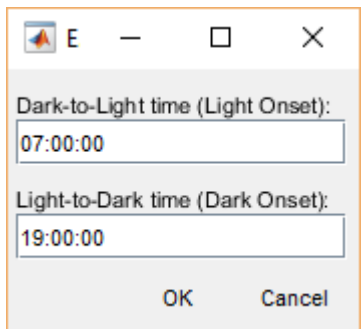 E
Dark-to-Light time (Light Onset):
07:00:00
Light-to-Dark time (Dark Onset):
19:00:00
OK Cancel